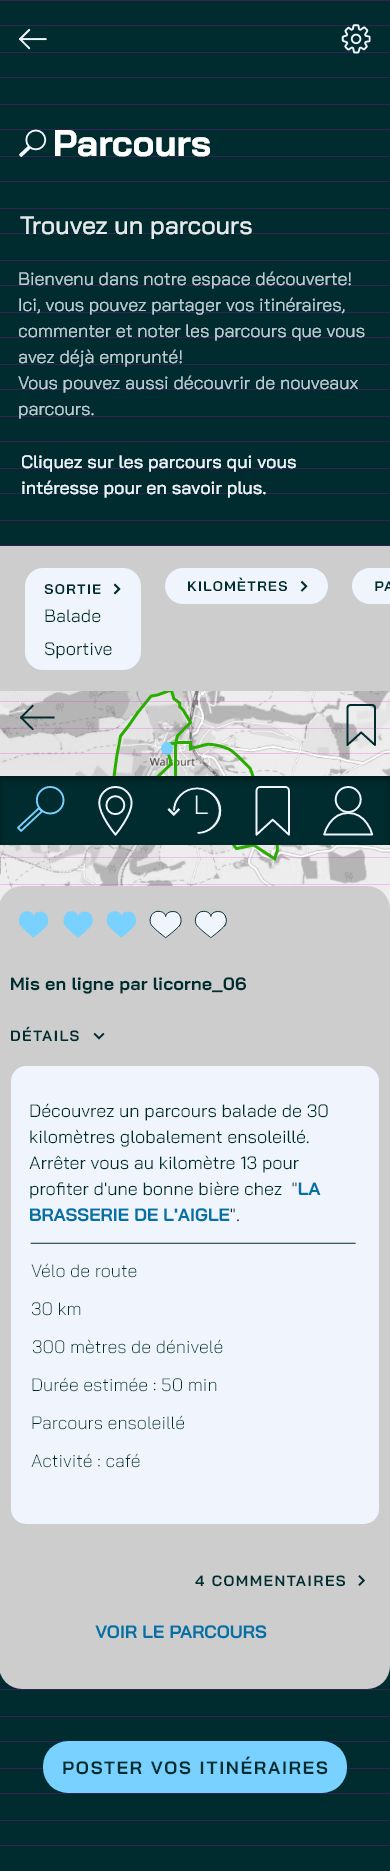 Parcours
Trouvez un parcours
Bienvenu dans notre espace découverte!
Ici, vous pouvez partager vos itinéraires,
commenter et noter les parcours que vous
avez déjà emprunté!
Vous pouvez aussi découvrir de nouveaux
parcours.
Cliquez sur les parcours qui vous
intéresse pour en savoir plus.
SORTIE
KILOMÈTRES
PA
Balade
Sportive
Mis en ligne par licorne_06
DÉTAILS
Découvrez un parcours balade de 30
kilomètres globalement ensoleillé.
Arrêter vous au kilomètre 13 pour
profiter d'une bonne bière chez "LA
BRASSERIE DE L'AIGLE".
Vélo de route
30 km
300 mètres de dénivelé
Durée estimée : 50 min
Parcours ensoleillé
Activité : café
4 COMMENTAIRES
VOIR LE PARCOURS
POSTER VOS ITINÉRAIRES